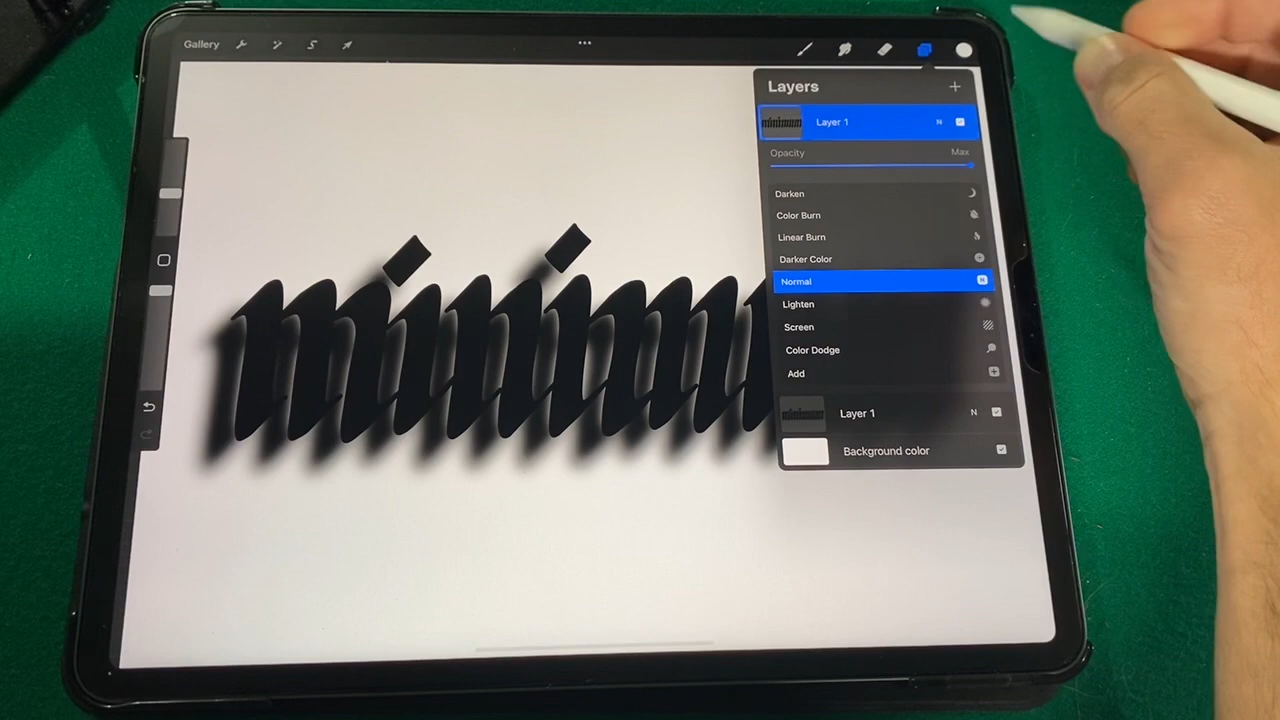 Gallery
Layers
Layer 1 N
Opacity Max
Darken
Color Burn
Linear Burn
Darker Color
Normal N
Lighten
Screen
Color Dodge
Add
Layer 1 N
Background color